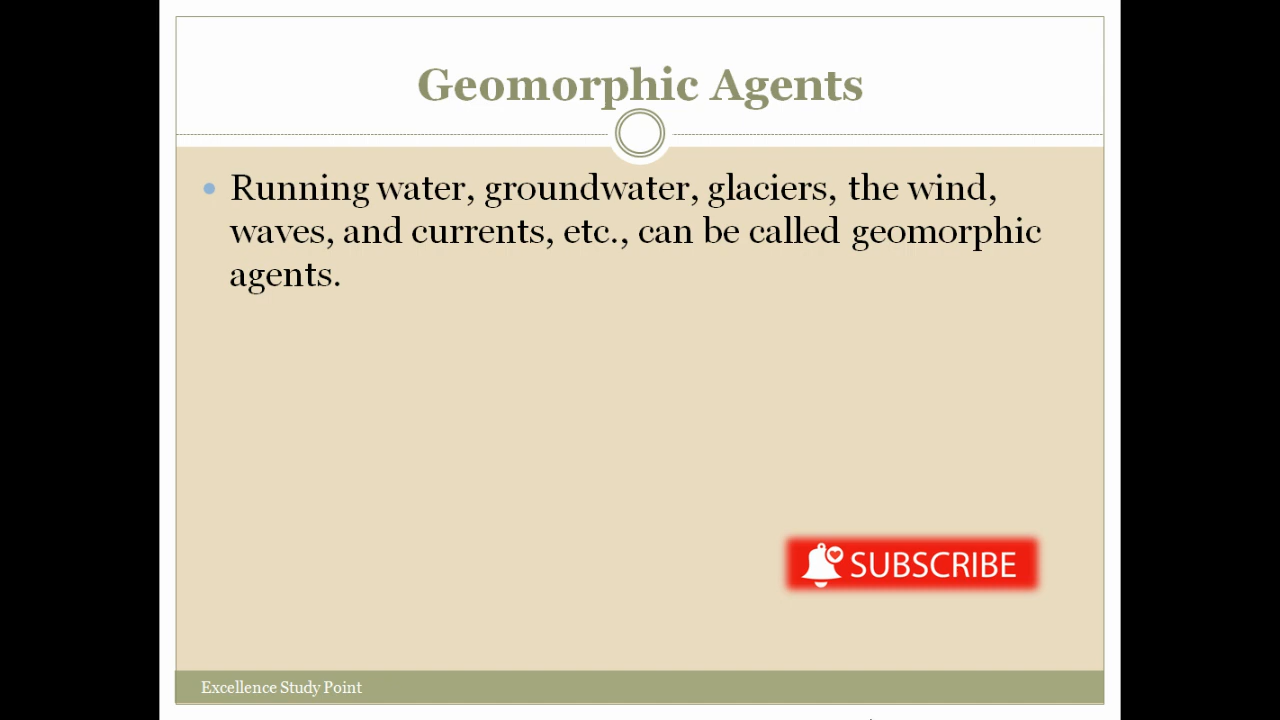 Geomorphic Agents
Running water, groundwater, glaciers, the wind,
waves, and currents, etc., can be called geomorphic
agents.
SUBSCRIBE
Excellence Study Point